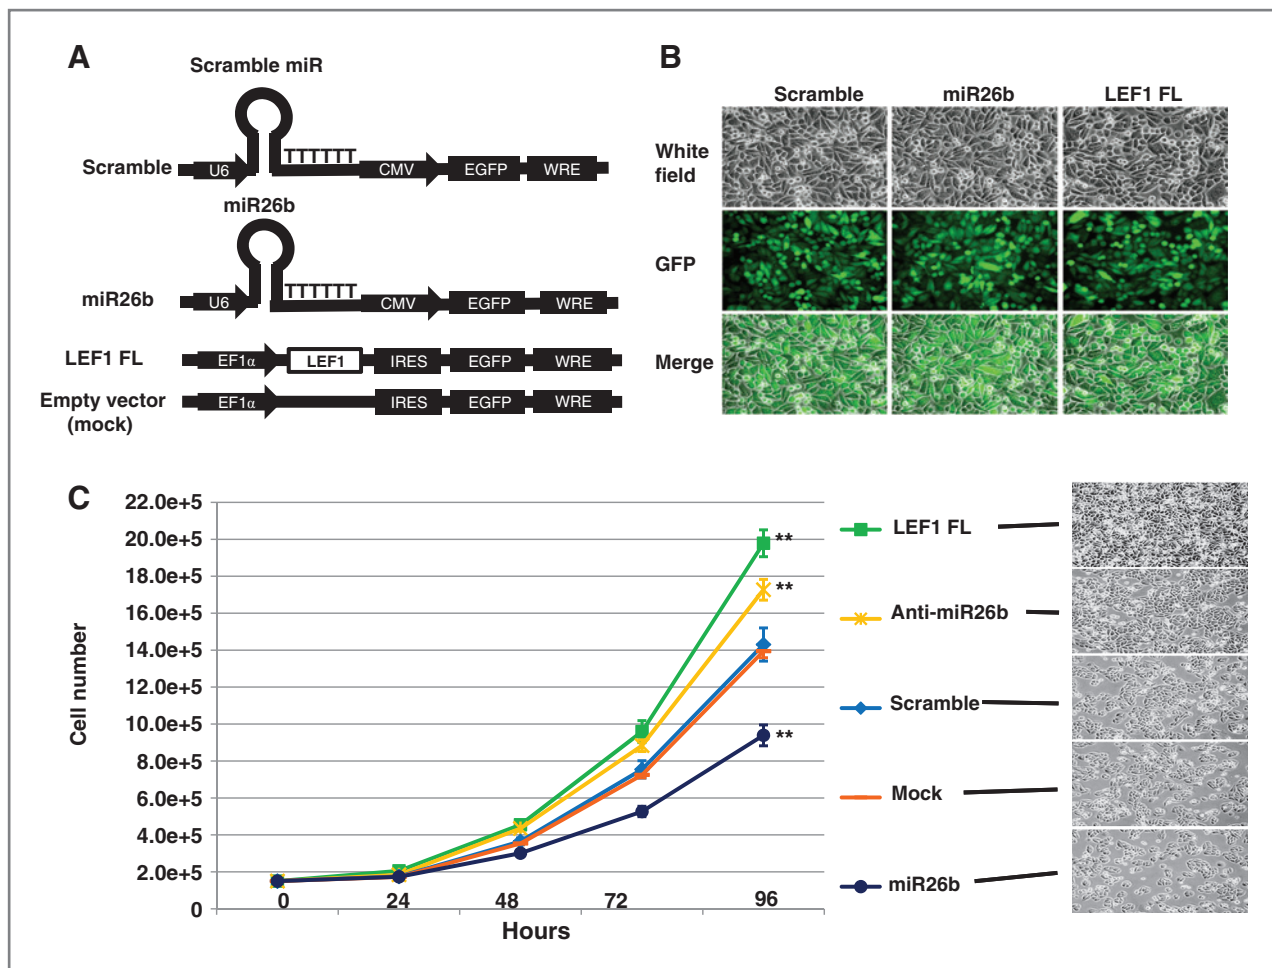 A
Scramble miR
TTTTTT
Scramble
U6
CMV
EGFP
WRE
miR26b
TTTTTT
miR26b
U6
CMV
EGFP
WRE
LEF1 FL
EF1α
LEF1
IRES
EGFP
WRE
Empty vector
(mock)
EF1α
IRES
EGFP
WRE
B
Scramble
miR26b
LEF1 FL
White
field
GFP
Merge
C
Cell number
22.0e+5
20.0e+5
18.0e+5
16.0e+5
14.0e+5
12.0e+5
10.0e+5
8.0e+5
6.0e+5
4.0e+5
2.0e+5
0
0
24
48
72
96
Hours
**
**
**
LEF1 FL
Anti-miR26b
Scramble
Mock
miR26b